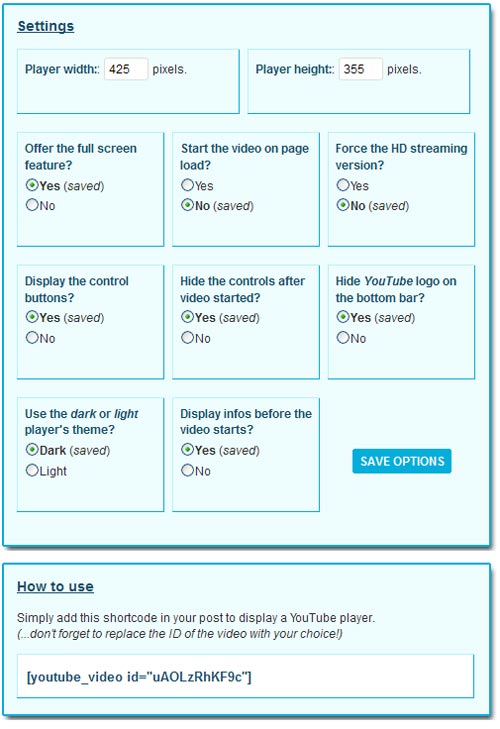 Settings
Player width:: 425 pixels.
Player height:: 355 pixels.
Offer the full screen
feature?
Yes (saved)
No
Start the video on page
load?
Yes
No (saved)
Force the HD streaming
version?
Yes
No (saved)
Display the control
buttons?
Yes (saved)
No
Hide the controls after
video started?
Yes (saved)
No
Hide YouTube logo on
the bottom bar?
Yes (saved)
No
Use the dark or light
player's theme?
Dark (saved)
Light
Display infos before the
video starts?
Yes (saved)
No
SAVE OPTIONS
How to use
Simply add this shortcode in your post to display a YouTube player.
(...don't forget to replace the ID of the video with your choice!)
[youtube_video id="uAOLzRhKF9c"]